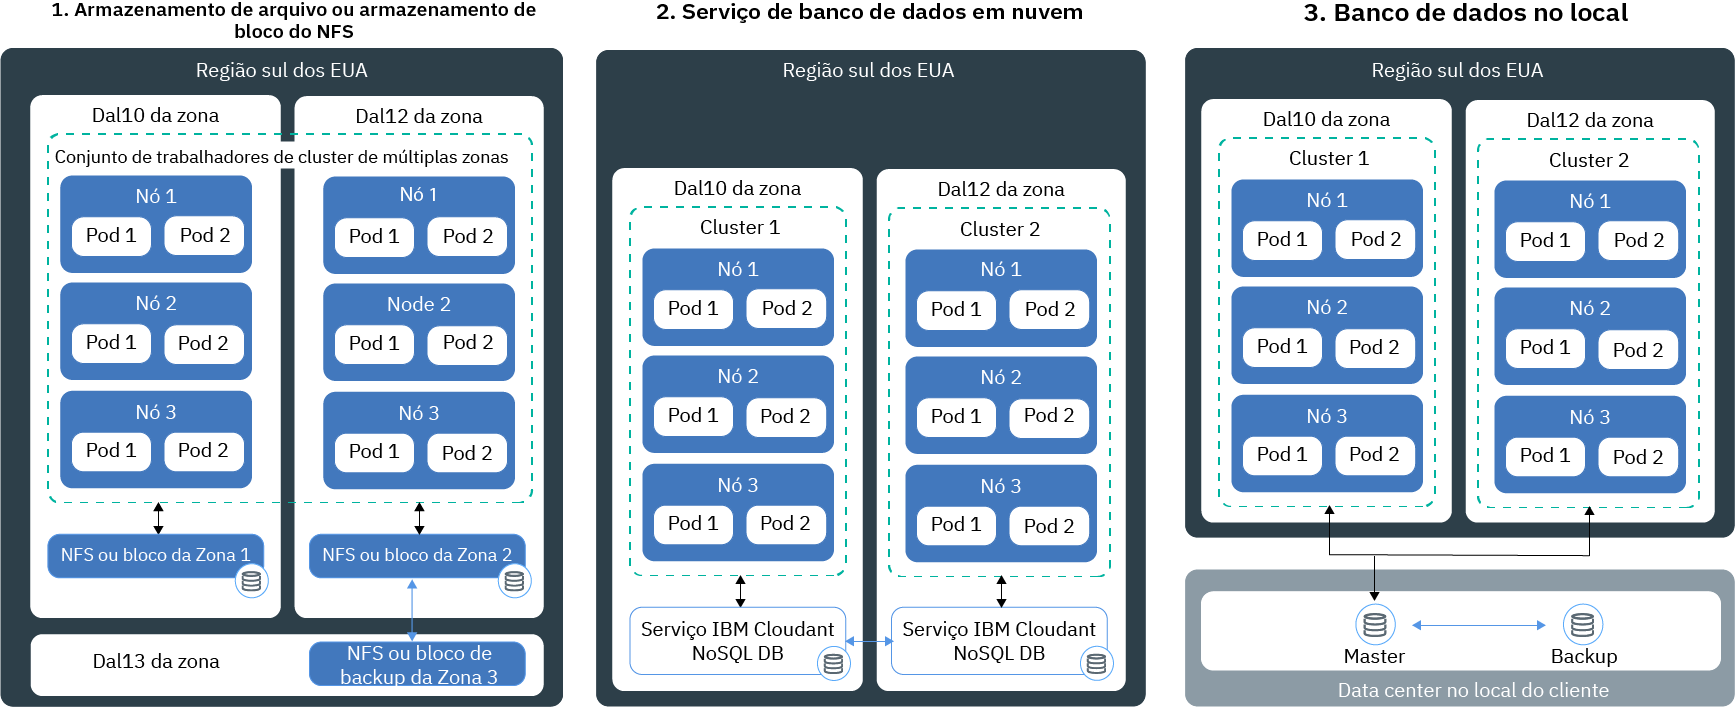 1. Armazenamento de arquivo ou armazenamento de
bloco do NFS
Região sul dos EUA
Dal10 da zona
Dal12 da zona
Conjunto de trabalhadores de cluster de múltiplas zonas
Nó 1
Pod 1
Pod 2
Nó 1
Pod 1
Pod 2
Nó 2
Pod 1
Pod 2
Node 2
Pod 1
Pod 2
Nó 3
Pod 1
Pod 2
Nó 3
Pod 1
Pod 2
NFS ou bloco da Zona 1
NFS ou bloco da Zona 2
Dal13 da zona
NFS ou bloco de
backup da Zona 3
2. Serviço de banco de dados em nuvem
Região sul dos EUA
Dal10 da zona
Cluster 1
Nó 1
Pod 1
Pod 2
Nó 2
Pod 1
Pod 2
Nó 3
Pod 1
Pod 2
Serviço IBM Cloudant
NoSQL DB
Dal12 da zona
Cluster 2
Nó 1
Pod 1
Pod 2
Nó 2
Pod 1
Pod 2
Nó 3
Pod 1
Pod 2
Serviço IBM Cloudant
NoSQL DB
3. Banco de dados no local
Região sul dos EUA
Dal10 da zona
Cluster 1
Nó 1
Pod 1
Pod 2
Nó 2
Pod 1
Pod 2
Nó 3
Pod 1
Pod 2
Dal12 da zona
Cluster 2
Nó 1
Pod 1
Pod 2
Nó 2
Pod 1
Pod 2
Nó 3
Pod 1
Pod 2
Master
Backup
Data center no local do cliente